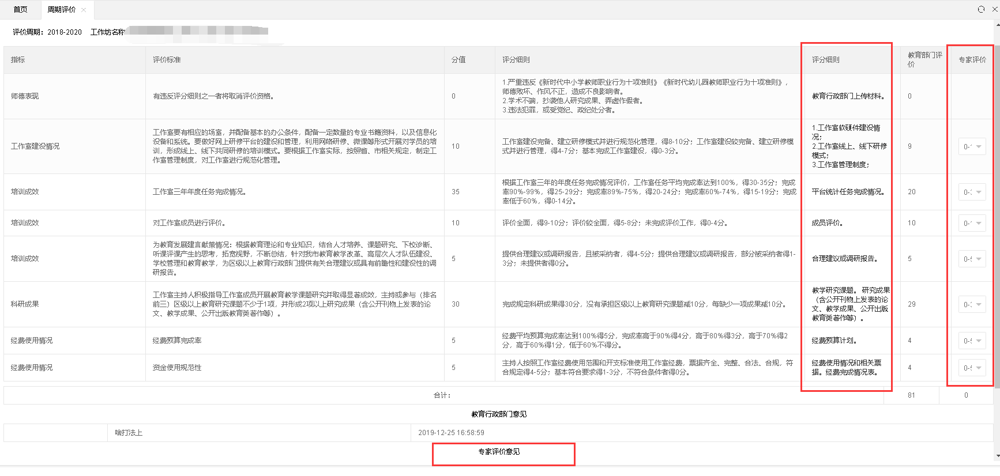 首页
周期评价
评价周期：2018-2020 工作坊名称
指标
评价标准
分值
评分细则
评分细则
教育部门评
价
专家评价
师德表现
有违反评分细则之一者将取消评价资格。
0
1.严重违反《新时代中小学教师职业行为十项准则》《新时代幼儿园教师职业行为十项准则》，
师德败坏、作风不正，造成不良影响者。
2.学术不端，抄袭他人研究成果、弄虚作假者。
3.违法犯罪，或受党纪、政纪处分者。
教育行政部门上传材料。
0
工作室建设情况
工作室要有相应的场室，并配备基本的办公条件，配备一定数量的专业书籍资料，以及信息化
设备和系统。要做好网上研修平台的建设和管理，利用网络研修、微课等形式开展对学员的培
训，形成线上、线下共同研修的培训模式。要根据工作室实际，按照省、市相关规定，制定工
作室管理制度，对工作室进行规范化管理。
10
工作室建设完备、建立研修模式并进行规范化管理，得8-10分；工作室建设较完备、建立研修模
式并进行管理，得4-7分；基本完成工作室建设，得0-3分。
1.工作室软硬件建设情
况；
2.工作室线上、线下研修
模式；
3.工作室管理制度；
9
培训成效
工作室三年年度任务完成情况。
35
根据工作室三年的年度任务完成情况评价，工作室任务平均完成率达到100%，得30-35分；完成
率90%-99%，得25-29分；完成率89%-75%，得20-24分；完成率60%-74%，得15-19分；完成
率低于60%，得0-14分。
平台统计任务完成情况。
20
培训成效
对工作室成员进行评价。
10
评价全面，得9-10分；评价较全面，得5-8分；未完成评价工作，得0-4分。
成员评价。
10
培训成效
为教育发展建言献策情况：根据教育理论和专业知识，结合人才培养、课题研究、下校诊断、
听课评课产生的思考，拓宽视野，不断总结，针对我市教育教学改革、高层次人才队伍建设、
学校管理和教育教学，为区级以上教育行政部门提供有关合理建议或具有前瞻性和建设性的调
研报告。
5
提供合理建议或调研报告，且被采纳者，得4-5分；提供合理建议或调研报告，部分被采纳者得1-
3分；未提供者得0分。
合理建议或调研报告。
5
科研成果
工作室主持人积极指导工作室成员开展教育教学课题研究并取得显著成效，主持或参与（排名
前三）区级以上教育研究课题不少于1项，并形成2项以上研究成果（含公开刊物上发表的论
文、教学成果、公开出版教育类著作等）。
30
完成规定科研成果得30分，没有承担区级以上教育研究课题减10分，每缺少一项成果减10分。
教学研究课题。 研究成果
（含公开刊物上发表的论
文、教学成果、公开出版
教育类著作等）。
29
经费使用情况
经费预算完成率
5
经费平均预算完成率达到100%得5分，完成率高于90%得4分，高于80%得3分，高于70%得2
分，高于60%得1分，低于60%不得分。
经费预算计划。
4
经费使用情况
资金使用规范性
5
主持人按照工作室经费使用范围和开支标准使用工作室经费，票据齐全、完整、合法、合规，符
合规定得4-5分；基本符合要求得1-3分，不符合条件者得0分。
经费使用情况和相关票
据。经费完成情况表。
4
合计：
81
0
教育行政部门意见
啥打法上
2019-12-25 16:58:59
专家评价意见